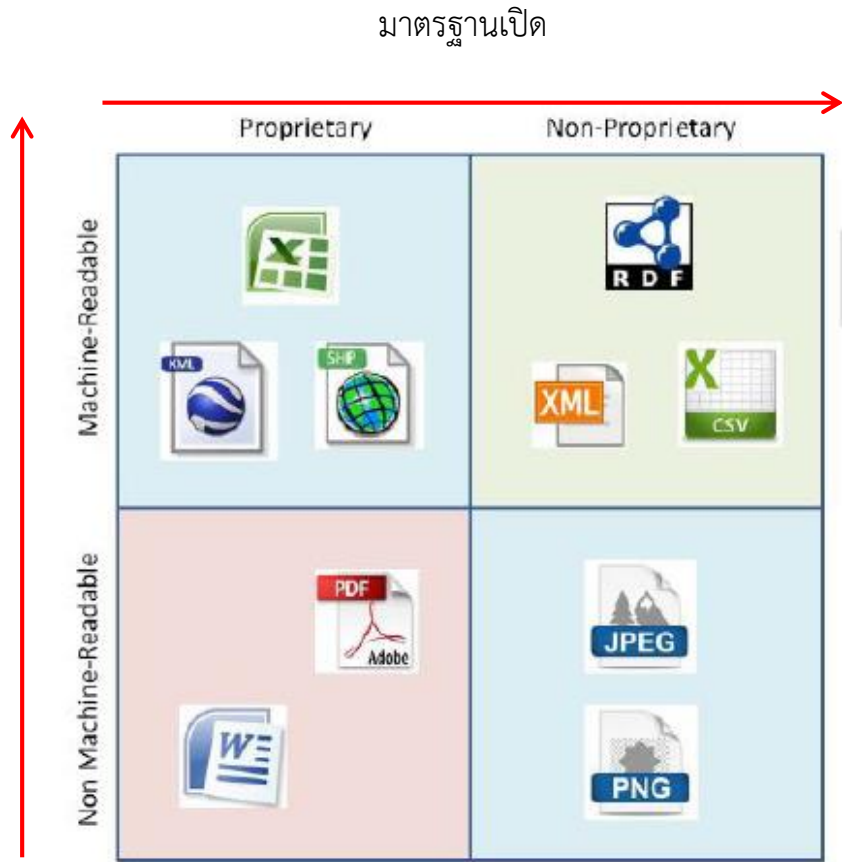 มาตรฐานเปิด
Proprietary
Non-Proprietary
Machine-Readable
X
RDF
KML
SHP
XML
X
CSV
Non Machine-Readable
PDF
Adobe
JPEG
W
PNG